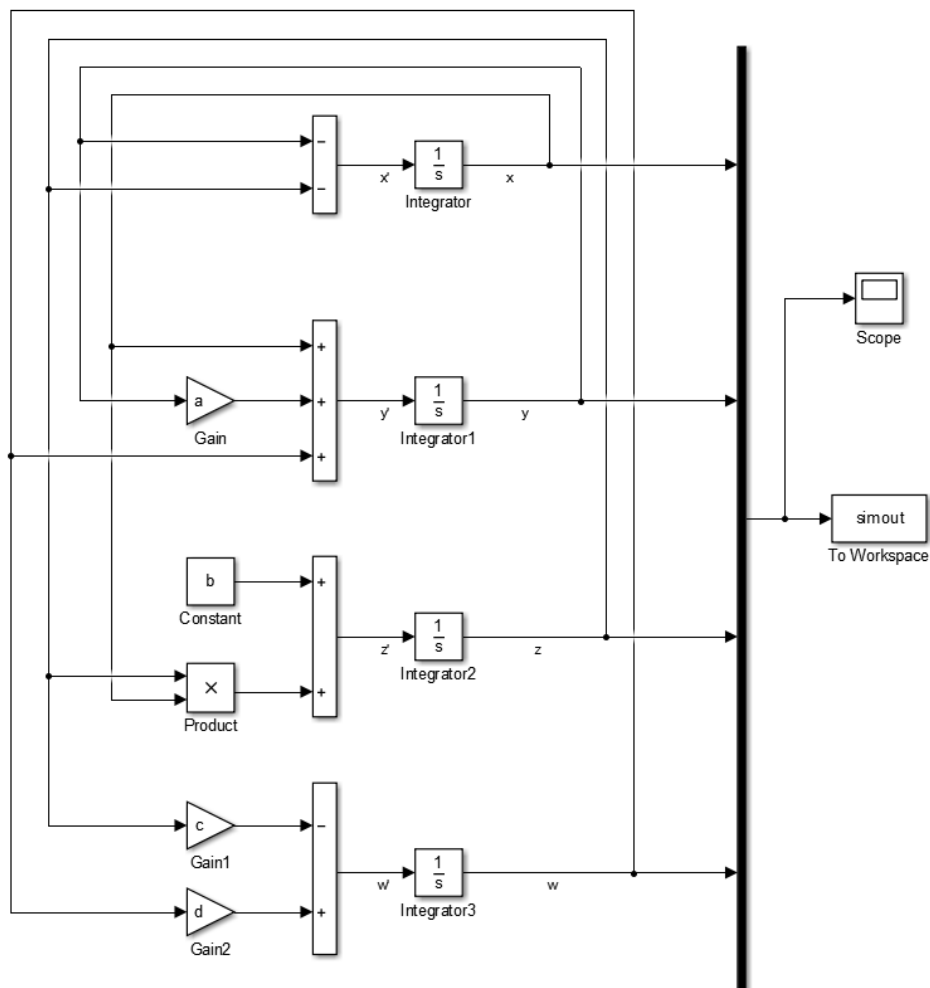 −
−
x'
1
s
Integrator
x
Scope
+
+
+
a
Gain
y'
1
s
Integrator1
y
simout
To Workspace
b
Constant
+
+
×
Product
z'
1
s
Integrator2
z
c
Gain1
d
Gain2
−
+
w'
1
s
Integrator3
w